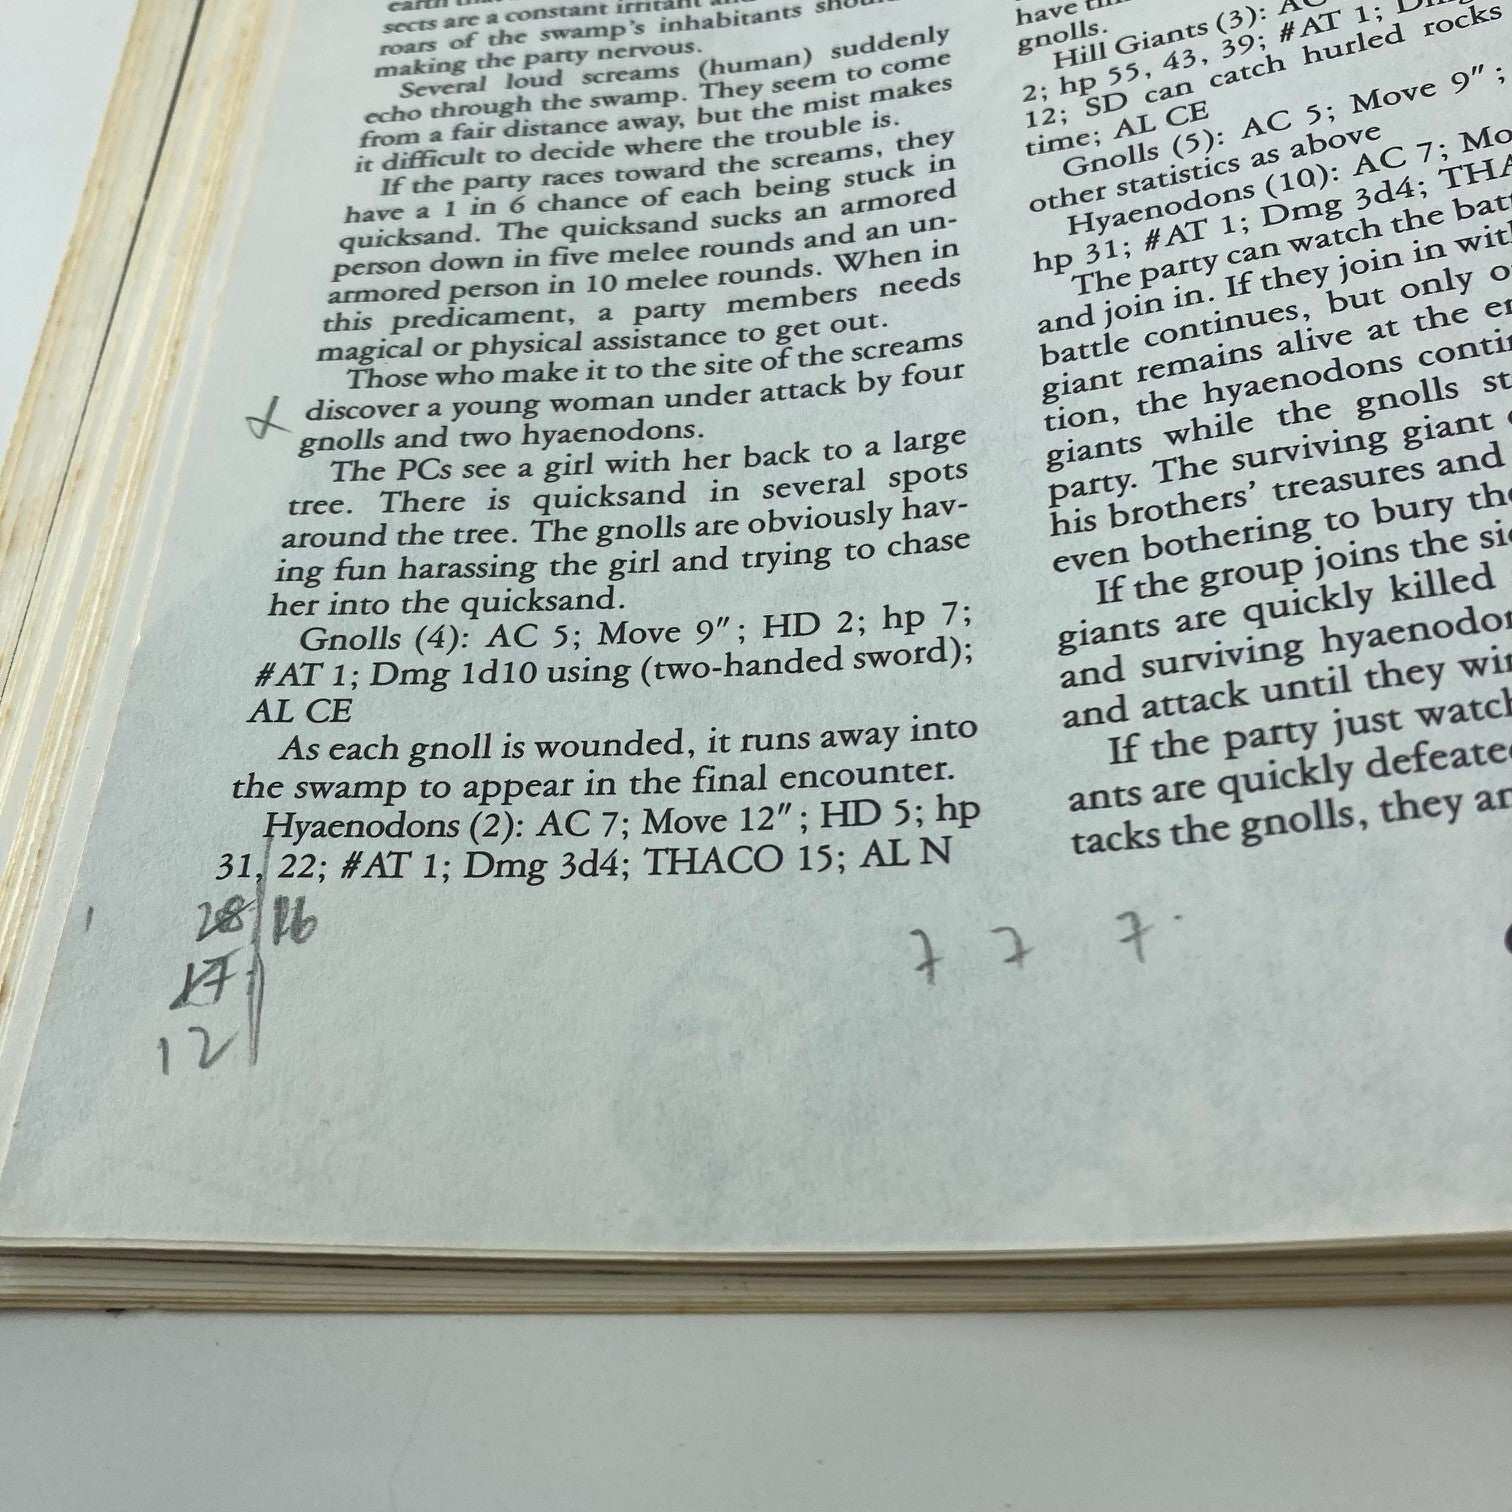 sects are a constant irritant
roars of the swamp's inhabitants
making the party nervous.
Several loud screams (human) suddenly
echo through the swamp. They seem to come
from a fair distance away, but the mist makes
it difficult to decide where the trouble is.
If the party races toward the screams, they
have a 1 in 6 chance of each being stuck in
quicksand. The quicksand sucks an armored
person down in five melee rounds and an un-
armored person in 10 melee rounds. When in
this predicament, a party members needs
magical or physical assistance to get out.
Those who make it to the site of the screams
discover a young woman under attack by four
gnolls and two hyaenodons.
The PCs see a girl with her back to a large
tree. There is quicksand in several spots
around the tree. The gnolls are obviously hav-
ing fun harassing the girl and trying to chase
her into the quicksand.
Gnolls (4): AC 5; Move 9"; HD 2; hp 7;
#AT 1; Dmg 1d10 using (two-handed sword);
AL CE
As each gnoll is wounded, it runs away into
the swamp to appear in the final encounter.
Hyaenodons (2): AC 7; Move 12"; HD 5; hp
31, 22; #AT 1; Dmg 3d4; THACO 15; AL N
28 16
17
12
7 7 7
have
gnolls.
Hill Giants (3): AC
2; hp 55, 43, 39; #AT 1;
12; SD can catch hurled rocks
time; AL CE
Gnolls (5): AC 5; Move 9";
other statistics as above
Hyaenodons (10): AC 7;
hp 31; #AT 1; Dmg 3d4;
The party can watch the
and join in. If they join in
battle continues, but only
giant remains alive at the
tion, the hyaenodons
giants while the gnolls
party. The surviving giant
his brothers' treasures and
even bothering to bury
If the group joins the
giants are quickly killed
and surviving
and attack until they
If the party just
ants are quickly
tacks the gnolls, they